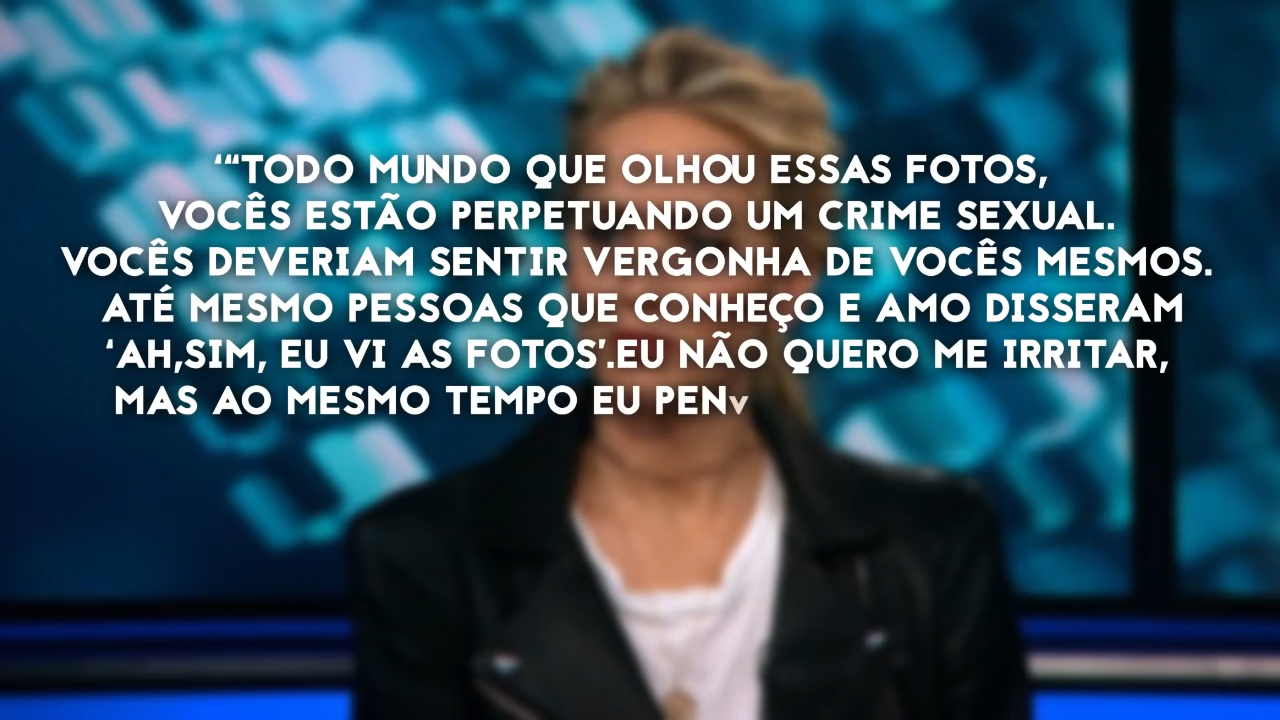 ‘“TODO MUNDO QUE OLHOU ESSAS FOTOS,
VOCÊS ESTÃO PERPETUANDO UM CRIME SEXUAL.
VOCÊS DEVERIAM SENTIR VERGONHA DE VOCÊS MESMOS.
ATÉ MESMO PESSOAS QUE CONHEÇO E AMO DISSERAM
‘AH,SIM, EU VI AS FOTOS’.EU NÃO QUERO ME IRRITAR,
MAS AO MESMO TEMPO EU PENV